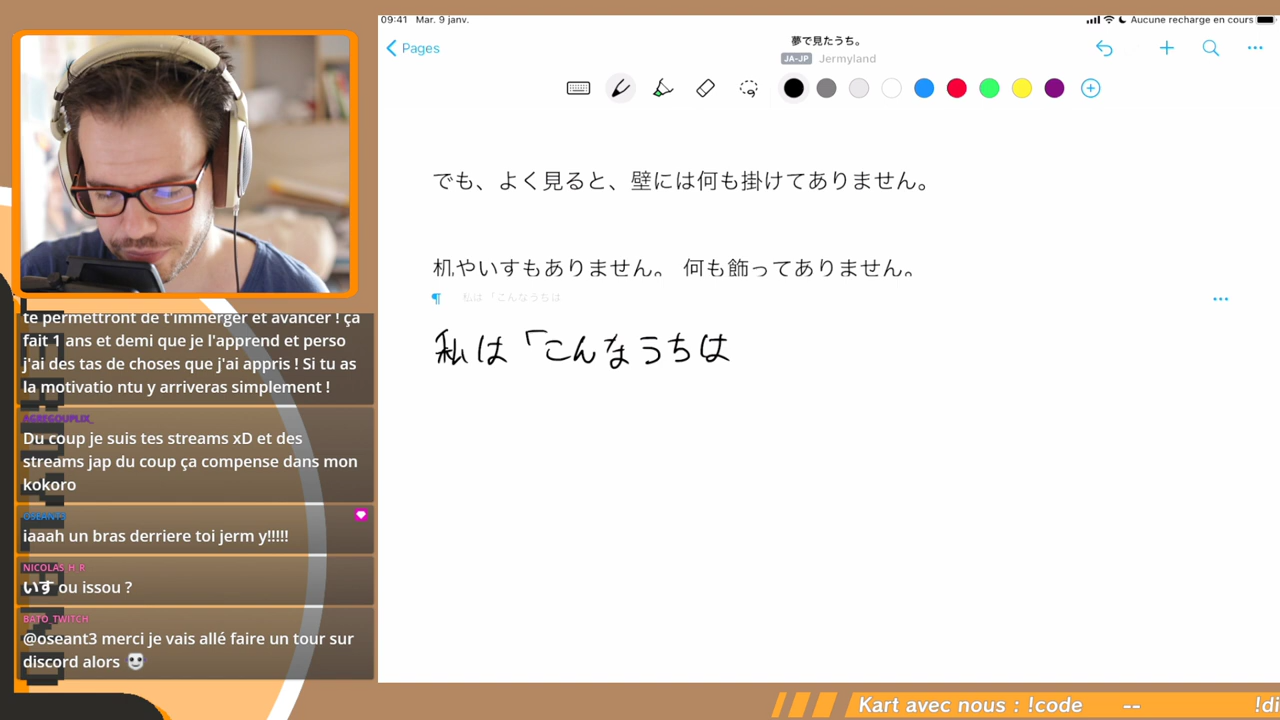 te permettront de t'immerger et avancer ! ça
fait 1 ans et demi que je l'apprend et perso
j'ai des tas de choses que j'ai appris ! Si tu as
la motivatio ntu y arriveras simplement !
AGREGOUPLIX_
Du coup je suis tes streams xD et des
streams jap du coup ça compense dans mon
kokoro
OSEANT3
iaaah un bras derriere toi jerm y!!!!!
NICOLAS_H_R
いす ou issou ?
BATO_TWITCH
@oseant3 merci je vais allé faire un tour sur
discord alors
09:41 Mar. 9 janv.
Aucune recharge en cours
Pages
夢で見たうち。
JA-JP Jermyland
でも、よく見ると、壁には何も掛けてありません。
机やいすもありません。 何も飾ってありません。
¶ 私は「こんなうちは
私は「こんなうちは
Kart avec nous : !code -- !di